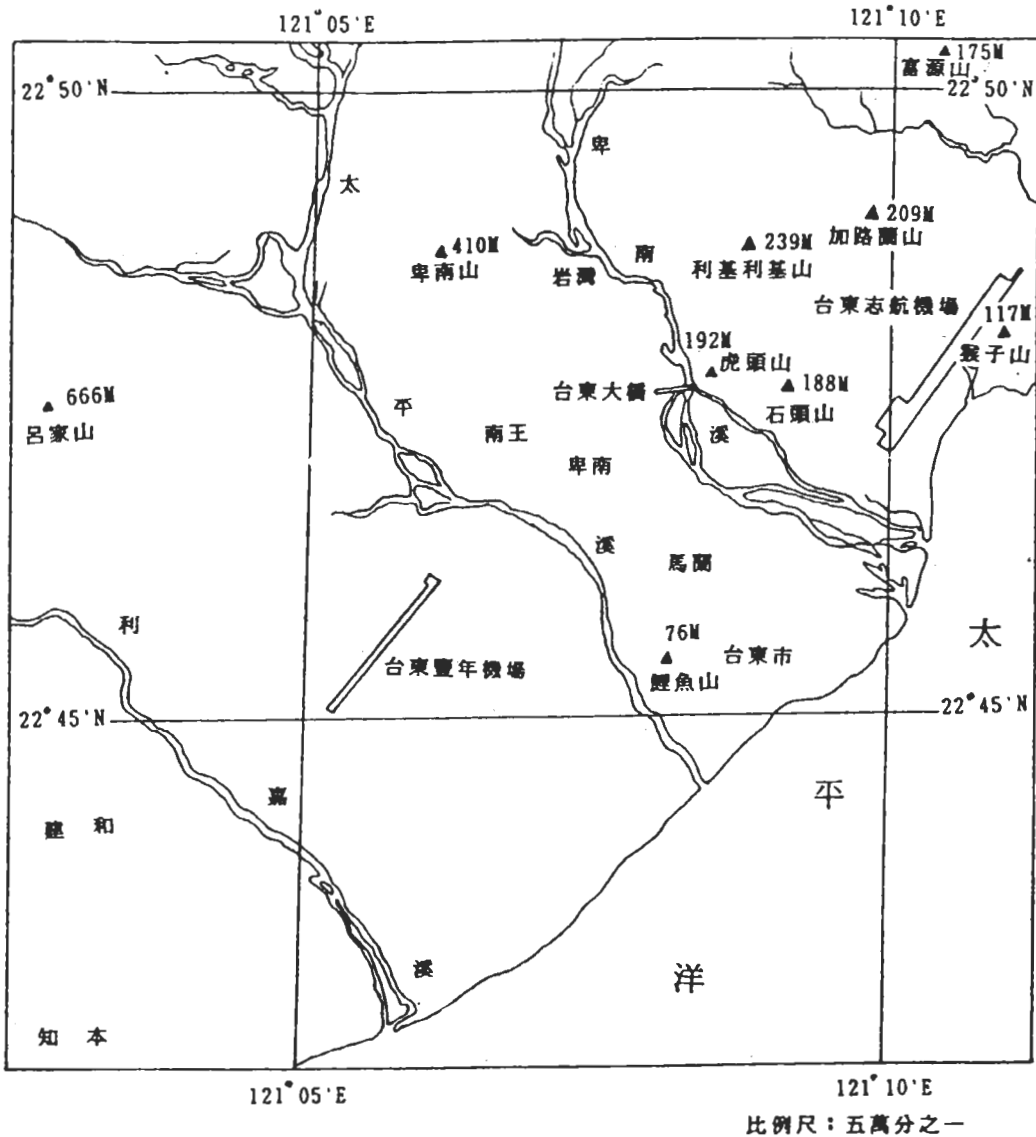 121°05'E
121°10'E
175M
富源山
22°50'N
22°50'N
卑
太
209M
加路蘭山
410M
卑南山
239M
利基利基山
南
岩灣
台東志航機場
117M
猴子山
192M
虎頭山
666M
呂家山
台東大橋
188M
石頭山
平
南王
溪
卑南
溪
馬蘭
利
太
76M
鯉魚山
台東市
台東豐年機場
22°45'N
22°45'N
嘉
平
建和
溪
洋
知本
121°05'E
121°10'E
比例尺：五萬分之一